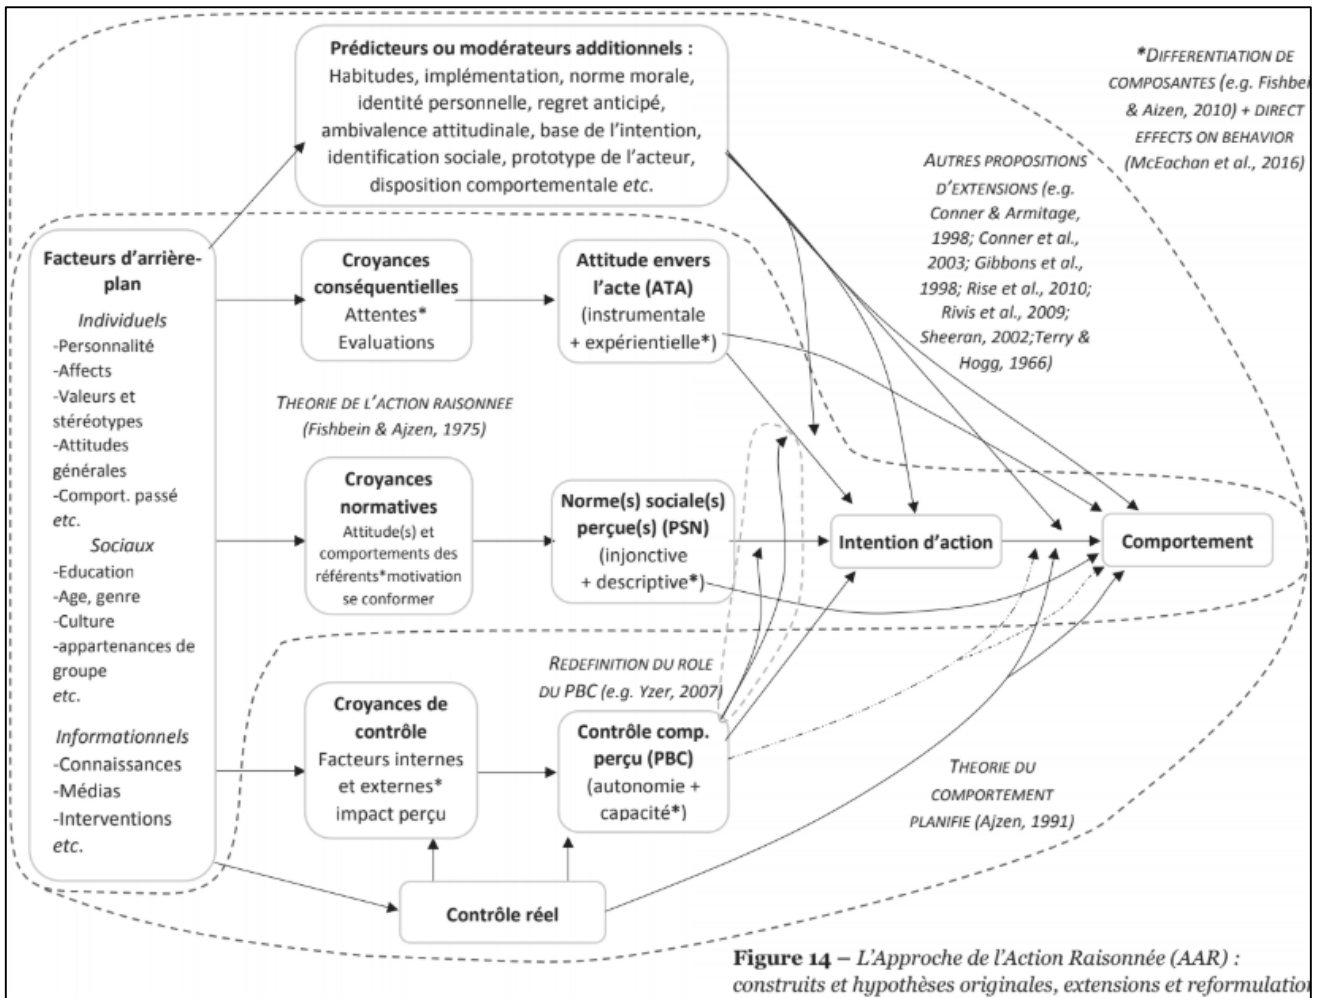 Prédicteurs ou modérateurs additionnels :
Habitudes, implémentation, norme morale,
identité personnelle, regret anticipé,
ambivalence attitudinale, base de l'intention,
identification sociale, prototype de l'acteur,
disposition comportementale etc.
*DIFFERENTIATION DE
COMPOSANTES (e.g. Fishbei
& Aizen, 2010) + DIRECT
EFFECTS ON BEHAVIOR
(McEachan et al., 2016)
AUTRES PROPOSITIONS
D'EXTENSIONS (e.g.
Conner & Armitage,
1998; Conner et al.,
2003; Gibbons et al.,
1998; Rise et al., 2010;
Rivis et al., 2009;
Sheeran, 2002;Terry &
Hogg, 1966)
Facteurs d'arrière-
plan
Individuels
-Personnalité
-Affects
-Valeurs et
stéréotypes
-Attitudes
générales
-Comport. passé
etc.
Sociaux
-Education
-Age, genre
-Culture
-appartenances de
groupe
etc.
Informationnels
-Connaissances
-Médias
-Interventions
etc.
Croyances
conséquentielles
Attentes*
Evaluations
Attitude envers
l'acte (ATA)
(instrumentale
+ expérientielle*)
THEORIE DE L'ACTION RAISONNEE
(Fishbein & Ajzen, 1975)
Croyances
normatives
Attitude(s) et
comportements des
référents*motivation
se conformer
Norme(s) sociale(s)
perçue(s) (PSN)
(injonctive
+ descriptive*)
Intention d'action
Comportement
REDEFINITION DU ROLE
DU PBC (e.g. Yzer, 2007)
Croyances de
contrôle
Facteurs internes
et externes*
impact perçu
Contrôle comp.
perçu (PBC)
(autonomie +
capacité*)
THEORIE DU
COMPORTEMENT
PLANIFIE (Ajzen, 1991)
Contrôle réel
Figure 14 – L'Approche de l'Action Raisonnée (AAR) :
construits et hypothèses originales, extensions et reformulation